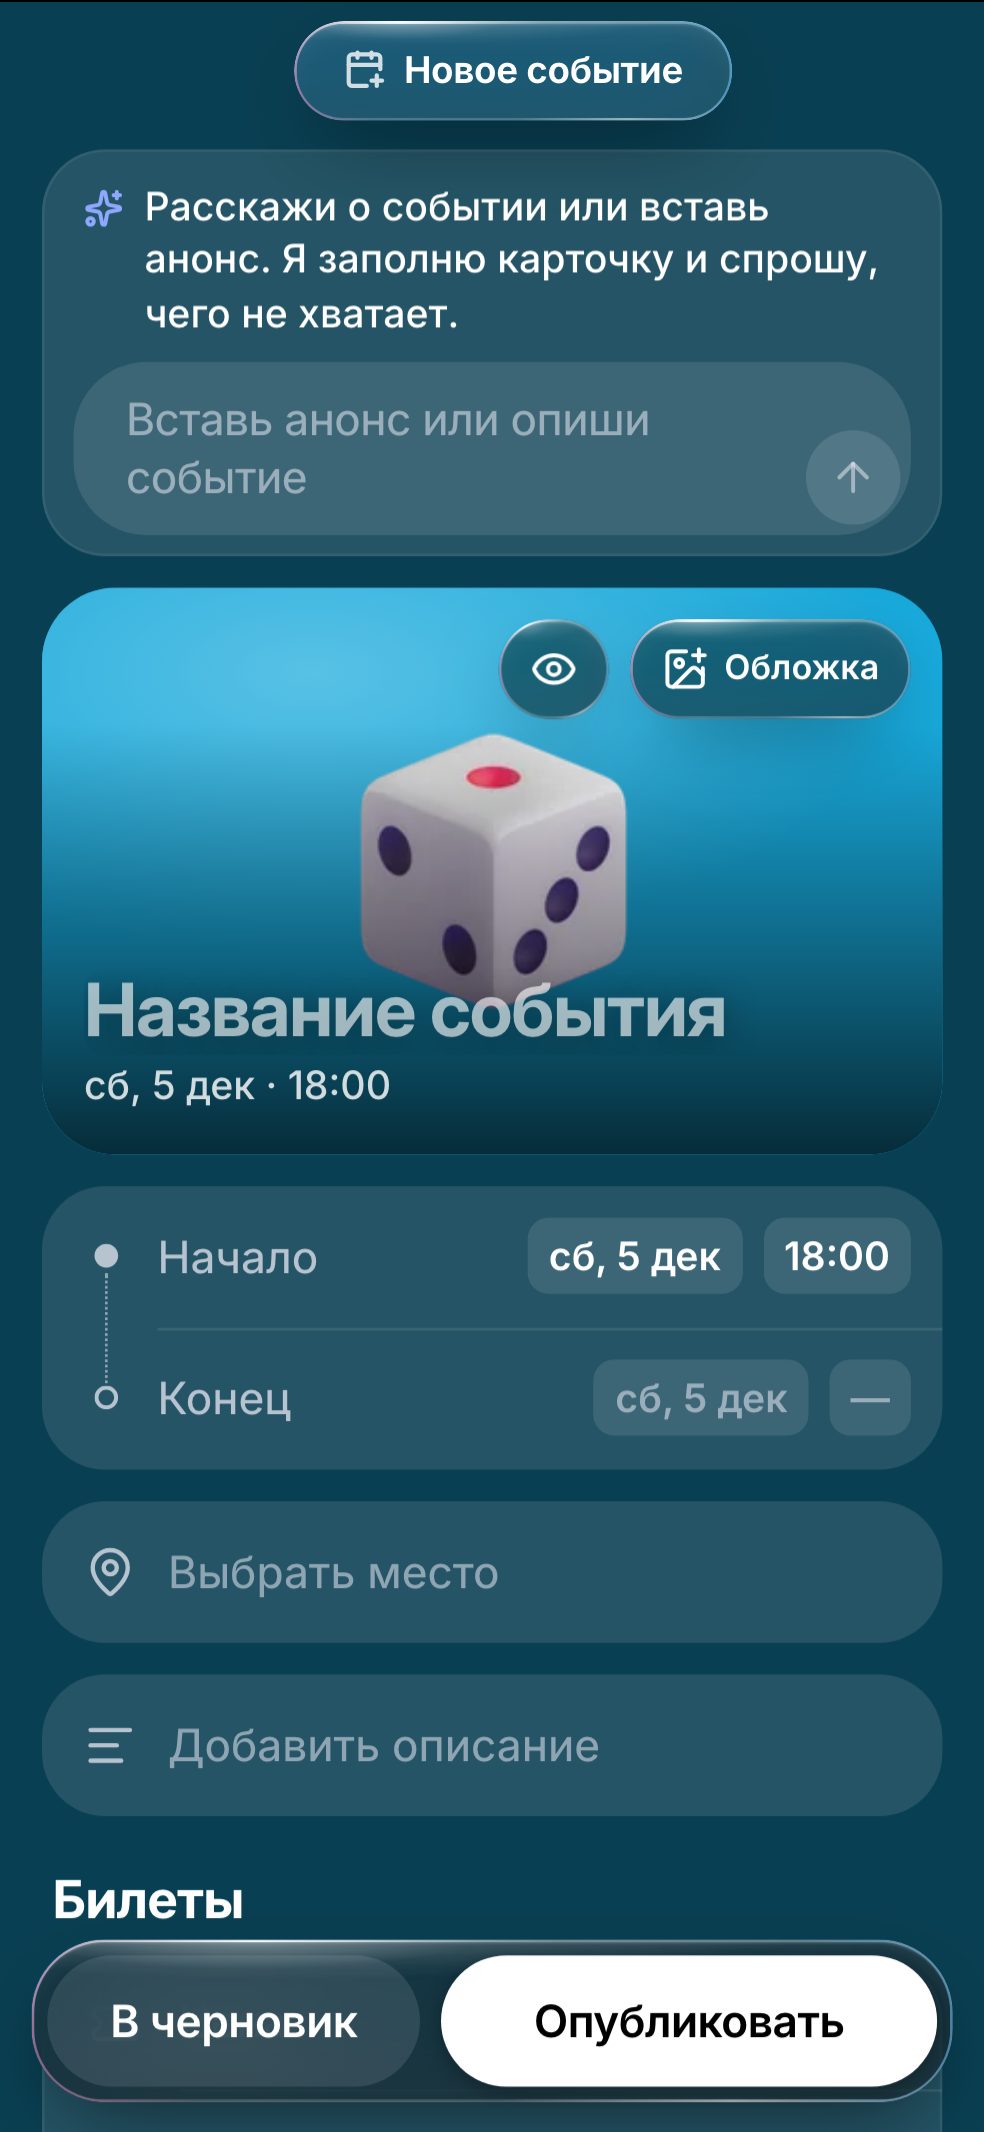 Новое событие
Расскажи о событии или вставь
анонс. Я заполню карточку и спрошу,
чего не хватает.
Вставь анонс или опиши
событие
Обложка
Название события
сб, 5 дек · 18:00
Начало сб, 5 дек 18:00
Конец сб, 5 дек —
Выбрать место
Добавить описание
Билеты
В черновик Опубликовать